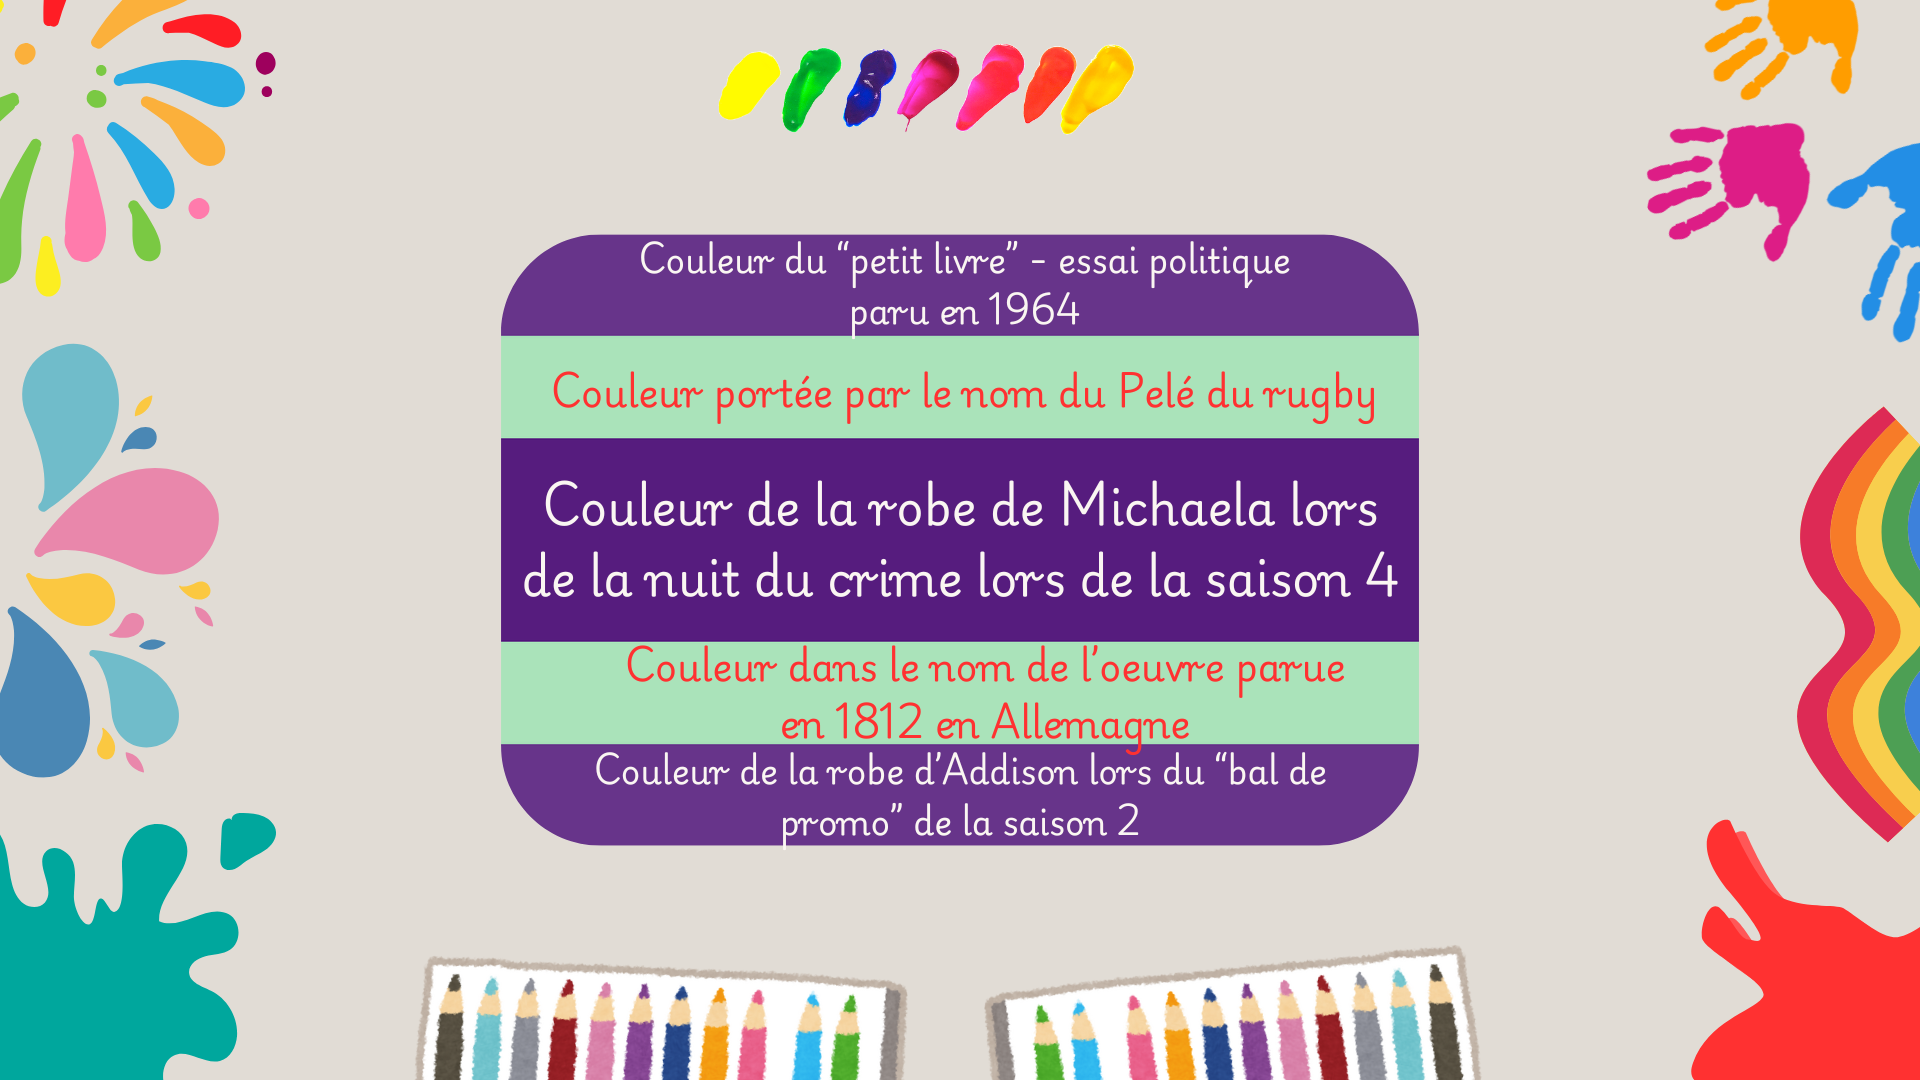 Couleur du “petit livre” - essai politique
paru en 1964
Couleur portée par le nom du Pelé du rugby
Couleur de la robe de Michaela lors
de la nuit du crime lors de la saison 4
Couleur dans le nom de l’oeuvre parue
en 1812 en Allemagne
Couleur de la robe d’Addison lors du “bal de
promo” de la saison 2